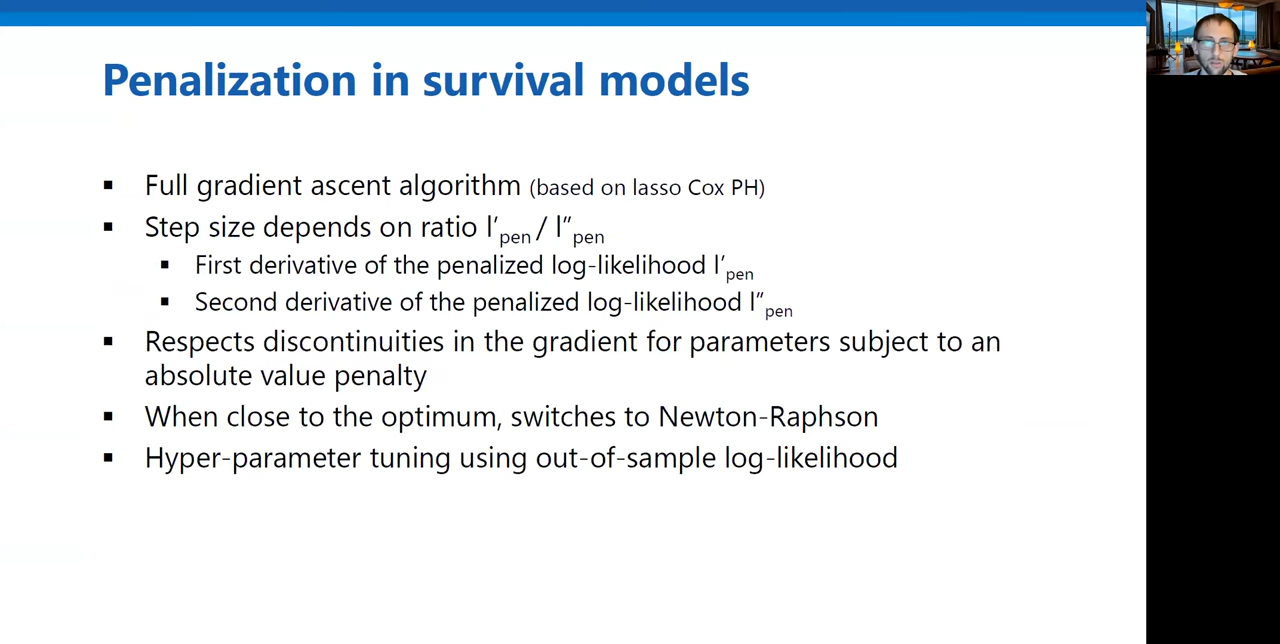 Penalization in survival models
▪ Full gradient ascent algorithm (based on lasso Cox PH)
▪ Step size depends on ratio l′pen / l″pen
▪ First derivative of the penalized log-likelihood l′pen
▪ Second derivative of the penalized log-likelihood l″pen
▪ Respects discontinuities in the gradient for parameters subject to an
absolute value penalty
▪ When close to the optimum, switches to Newton-Raphson
▪ Hyper-parameter tuning using out-of-sample log-likelihood